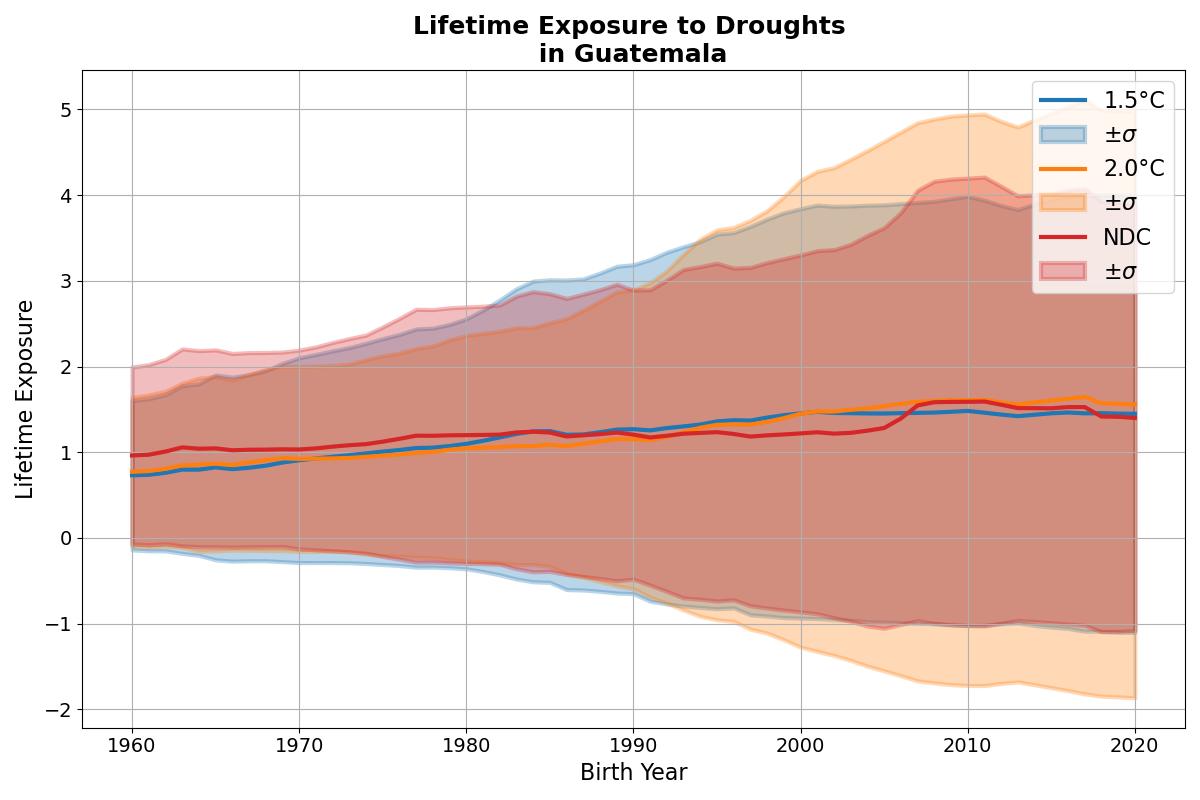 Lifetime Exposure to Droughts
in Guatemala
Lifetime Exposure
5
4
3
2
1
0
−1
−2
1960
1970
1980
1990
2000
2010
2020
Birth Year
1.5°C
±σ
2.0°C
±σ
NDC
±σ